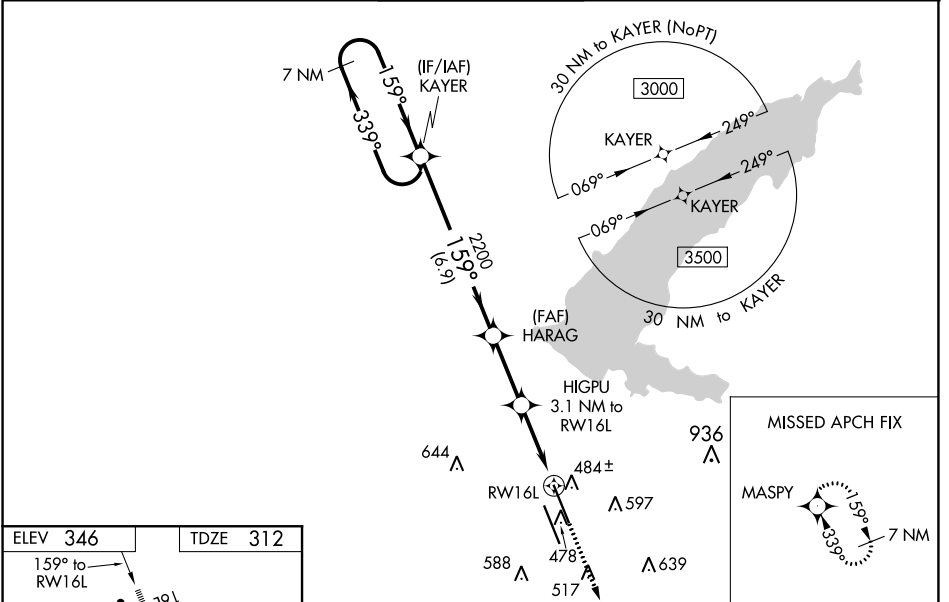 7 NM
159°
339°
(IF/IAF)
KAYER
30 NM to KAYER (NoPT)
3000
KAYER
249°
069°
249°
069°
KAYER
3500
30 NM to KAYER
2200
159°
(6.9)
(FAF)
HARAG
HIGPU
3.1 NM to
RW16L
936
644
484±
RW16L
597
478
588
517
639
MISSED APCH FIX
MASPY
159°
339°
7 NM
ELEV 346
TDZE 312
159° to
RW16L